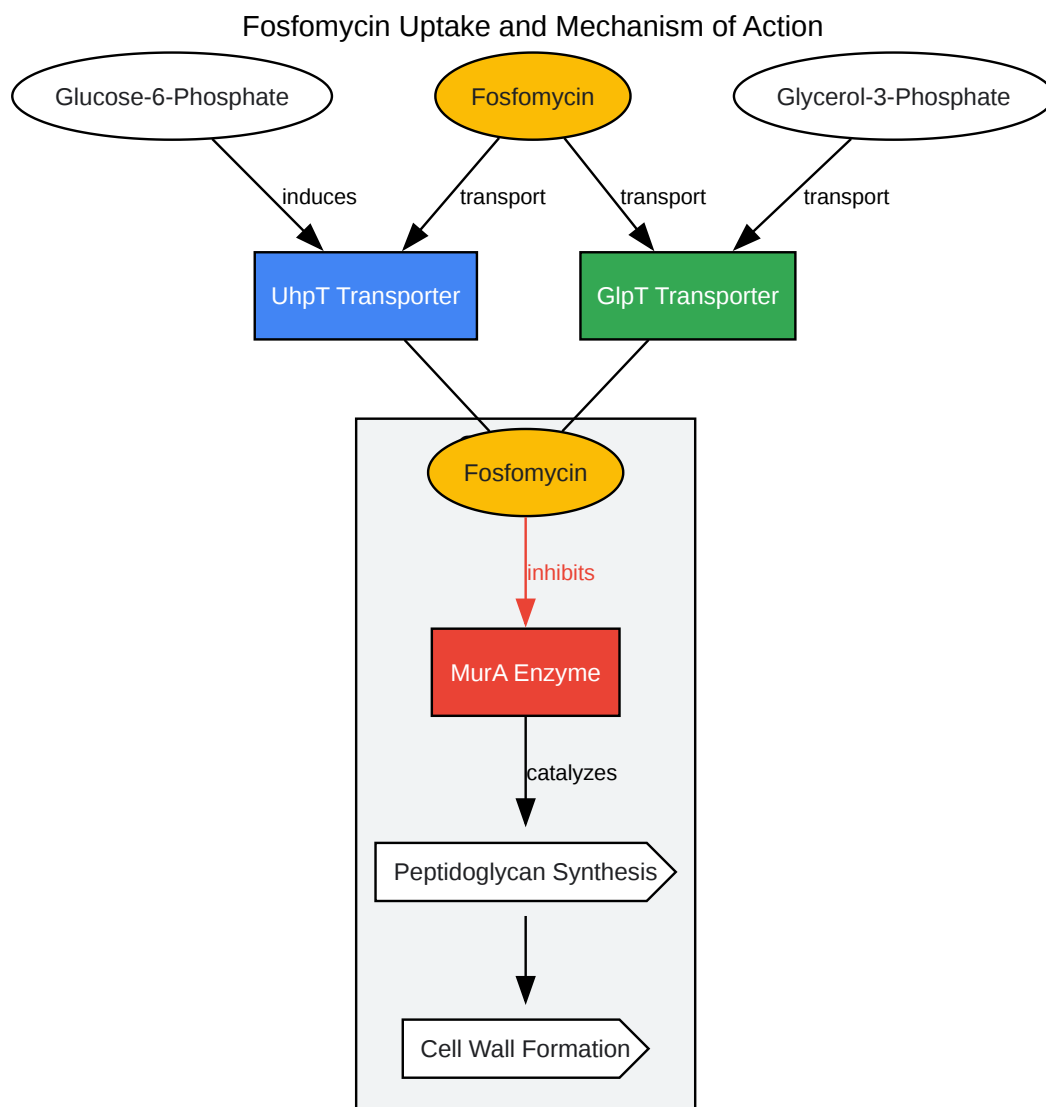 Fosfomycin Uptake and Mechanism of Action
Glucose-6-Phosphate
Fosfomycin
Glycerol-3-Phosphate
induces
transport
transport
transport
UhpT Transporter
GlpT Transporter
Fosfomycin
inhibits
MurA Enzyme
catalyzes
Peptidoglycan Synthesis
Cell Wall Formation